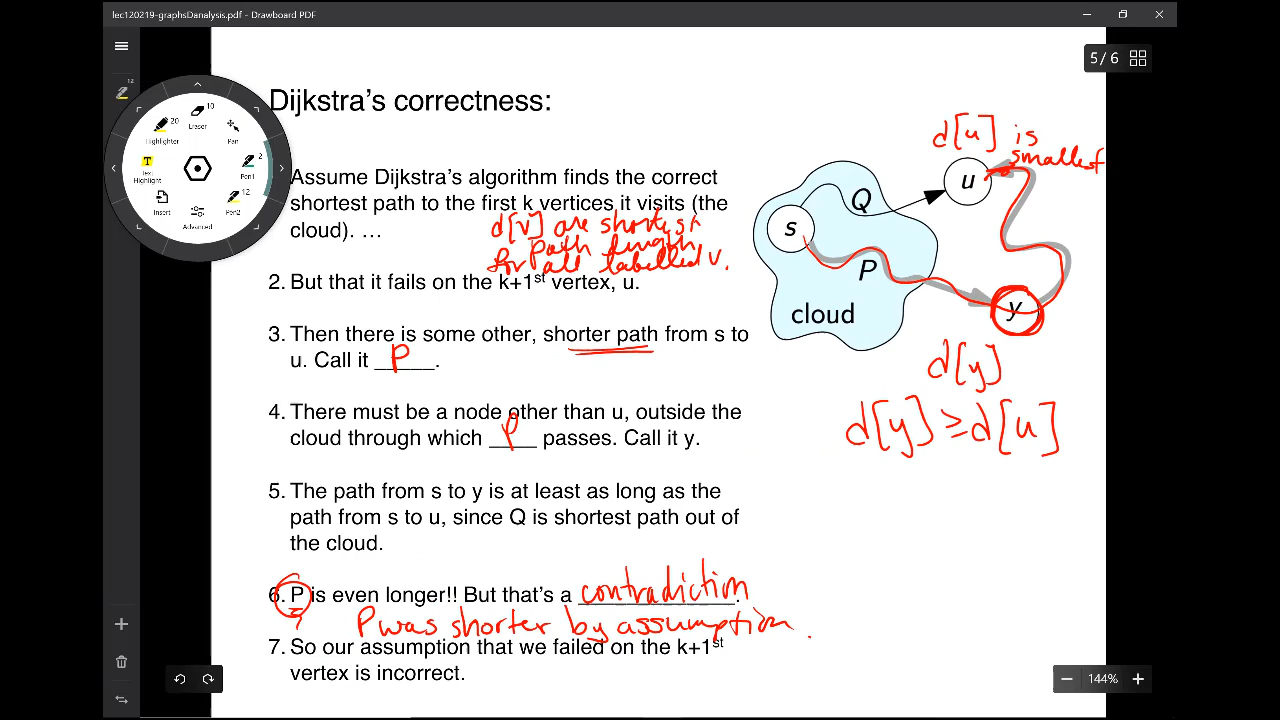 lec120219-graphsDanalysis.pdf - Drawboard PDF
5 / 6
12
10
Eraser
20
Highlighter
Pan
T
Text
Highlight
2
Pen1
Insert
12
Pen2
Advanced
Dijkstra's correctness:
Assume Dijkstra's algorithm finds the correct
shortest path to the first k vertices it visits (the
cloud). …
d[v] are shortest
path length
for all labelled v.
2. But that it fails on the k+1st vertex, u.
3. Then there is some other, shorter path from s to
u. Call it P.
4. There must be a node other than u, outside the
cloud through which P passes. Call it y.
5. The path from s to y is at least as long as the
path from s to u, since Q is shortest path out of
the cloud.
6. P is even longer!! But that's a contradiction.
P was shorter by assumption.
7. So our assumption that we failed on the k+1st
vertex is incorrect.
d[u] is
smallest
u
Q
s
P
y
cloud
d[y]
d[y] ≥ d[u]
144%